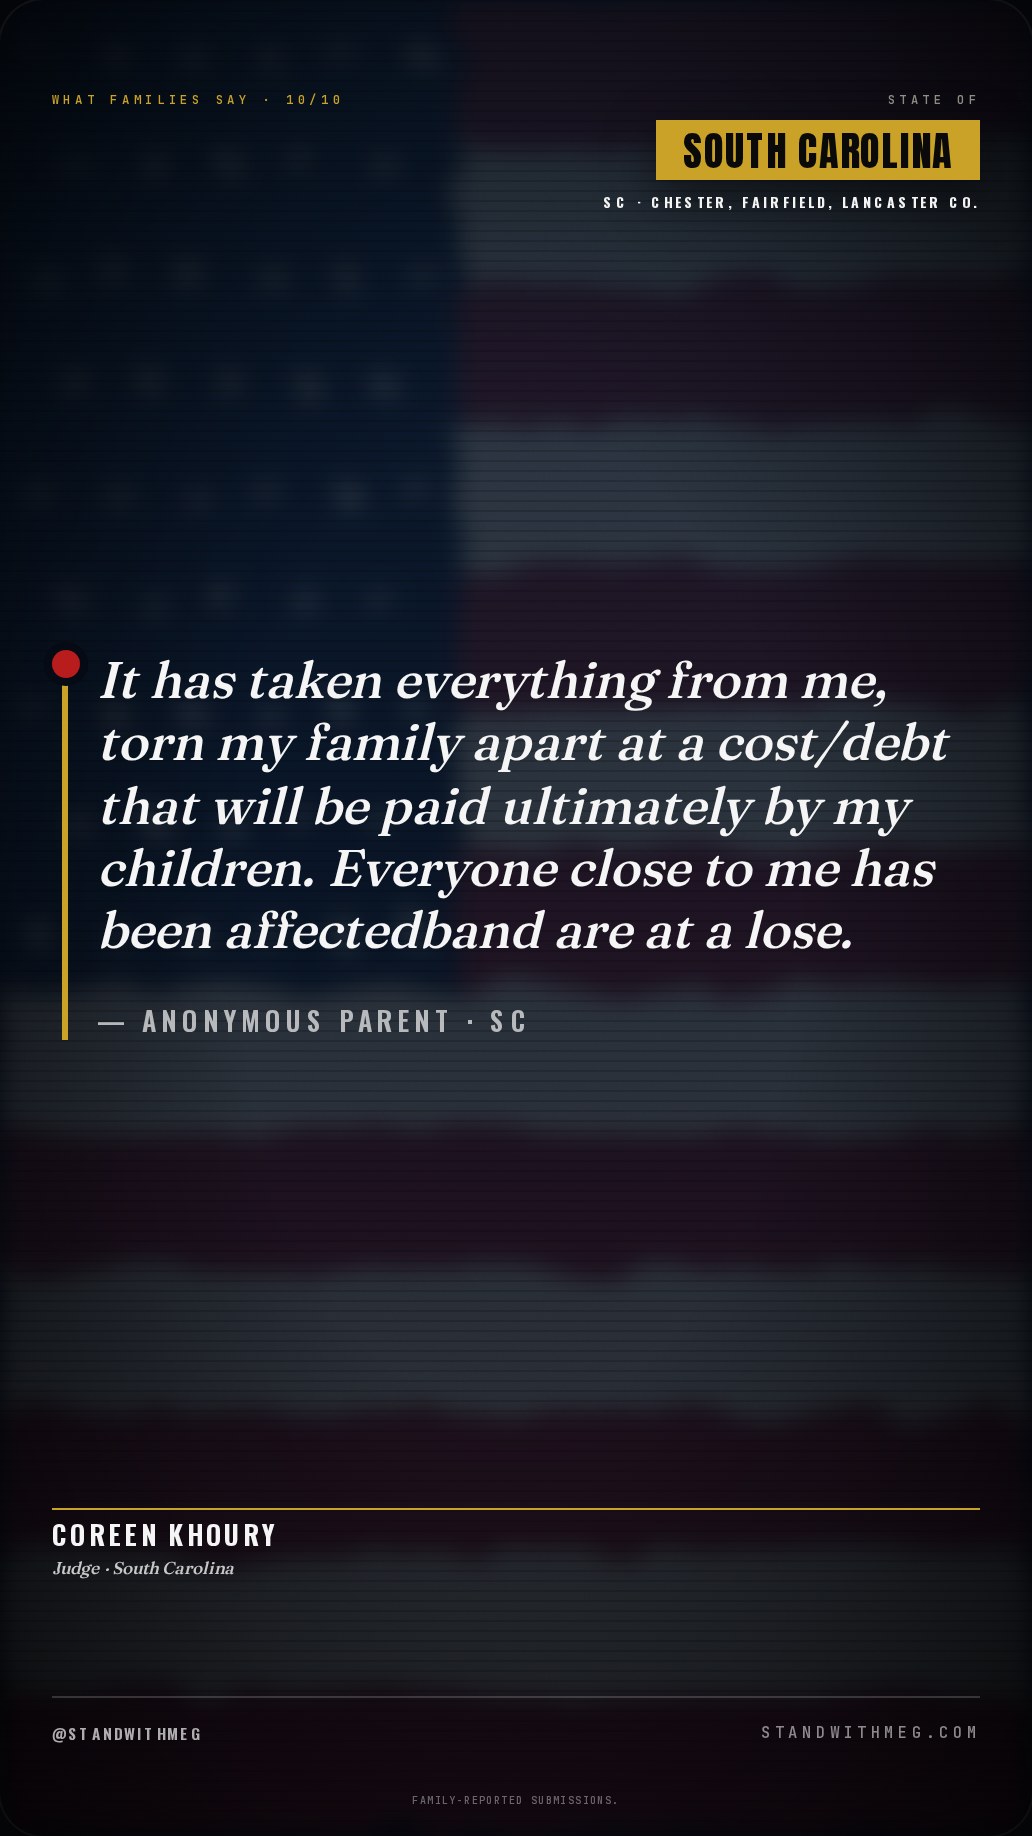 WHAT FAMILIES SAY · 10/10
STATE OF
SOUTH CAROLINA
SC · CHESTER, FAIRFIELD, LANCASTER CO.
It has taken everything from me,
torn my family apart at a cost/debt
that will be paid ultimately by my
children. Everyone close to me has
been affectedband are at a lose.
— ANONYMOUS PARENT · SC
COREEN KHOURY
Judge · South Carolina
@STANDWITHMEG
STANDWITHMEG.COM
FAMILY-REPORTED SUBMISSIONS.